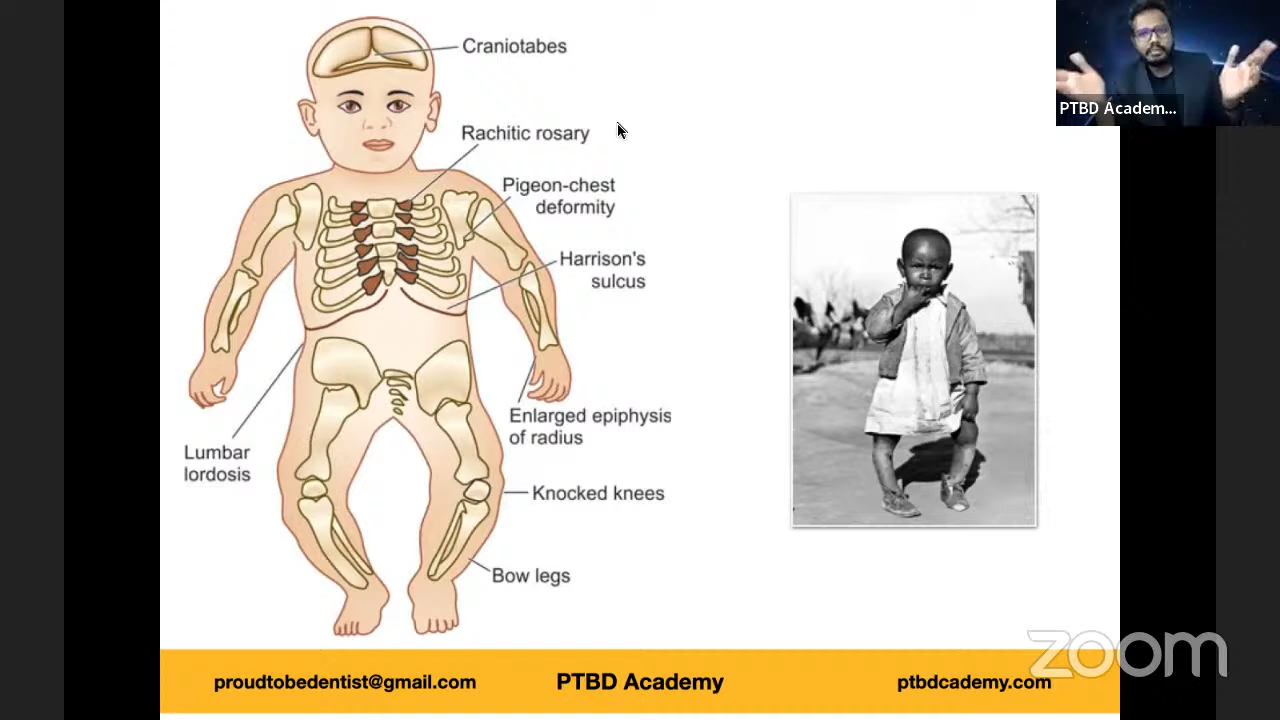 Craniotabes
PTBD Academ...
Rachitic rosary
Pigeon-chest
deformity
Harrison's
sulcus
Enlarged epiphysis
of radius
Lumbar
lordosis
Knocked knees
Bow legs
zoom
proudtobedentist@gmail.com
PTBD Academy
ptbdcademy.com